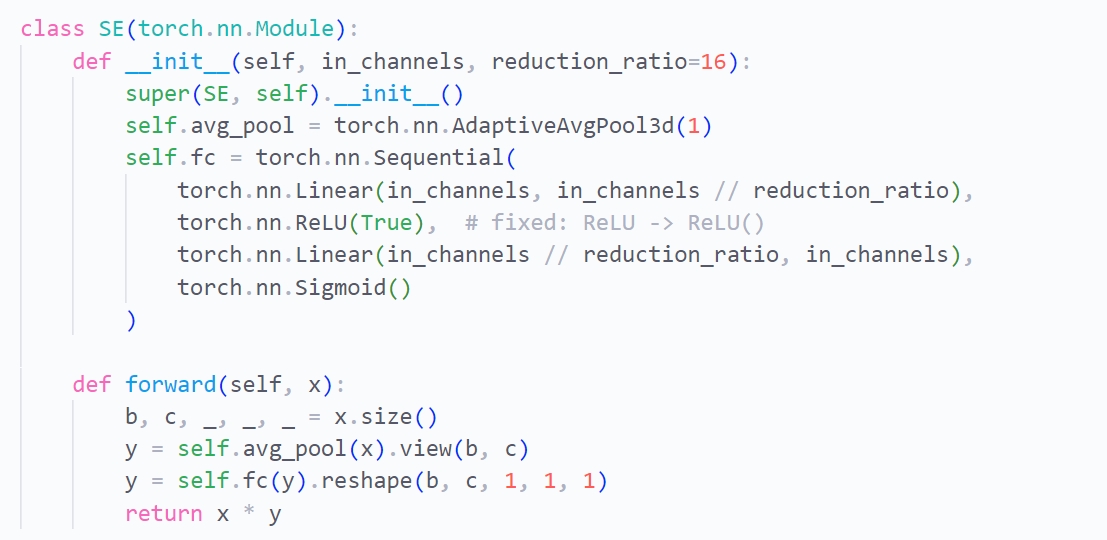 class SE(torch.nn.Module):
    def __init__(self, in_channels, reduction_ratio=16):
        super(SE, self).__init__()
        self.avg_pool = torch.nn.AdaptiveAvgPool3d(1)
        self.fc = torch.nn.Sequential(
            torch.nn.Linear(in_channels, in_channels // reduction_ratio),
            torch.nn.ReLU(True),  # fixed: ReLU -> ReLU()
            torch.nn.Linear(in_channels // reduction_ratio, in_channels),
            torch.nn.Sigmoid()
        )

    def forward(self, x):
        b, c, _, _, _ = x.size()
        y = self.avg_pool(x).view(b, c)
        y = self.fc(y).reshape(b, c, 1, 1, 1)
        return x * y